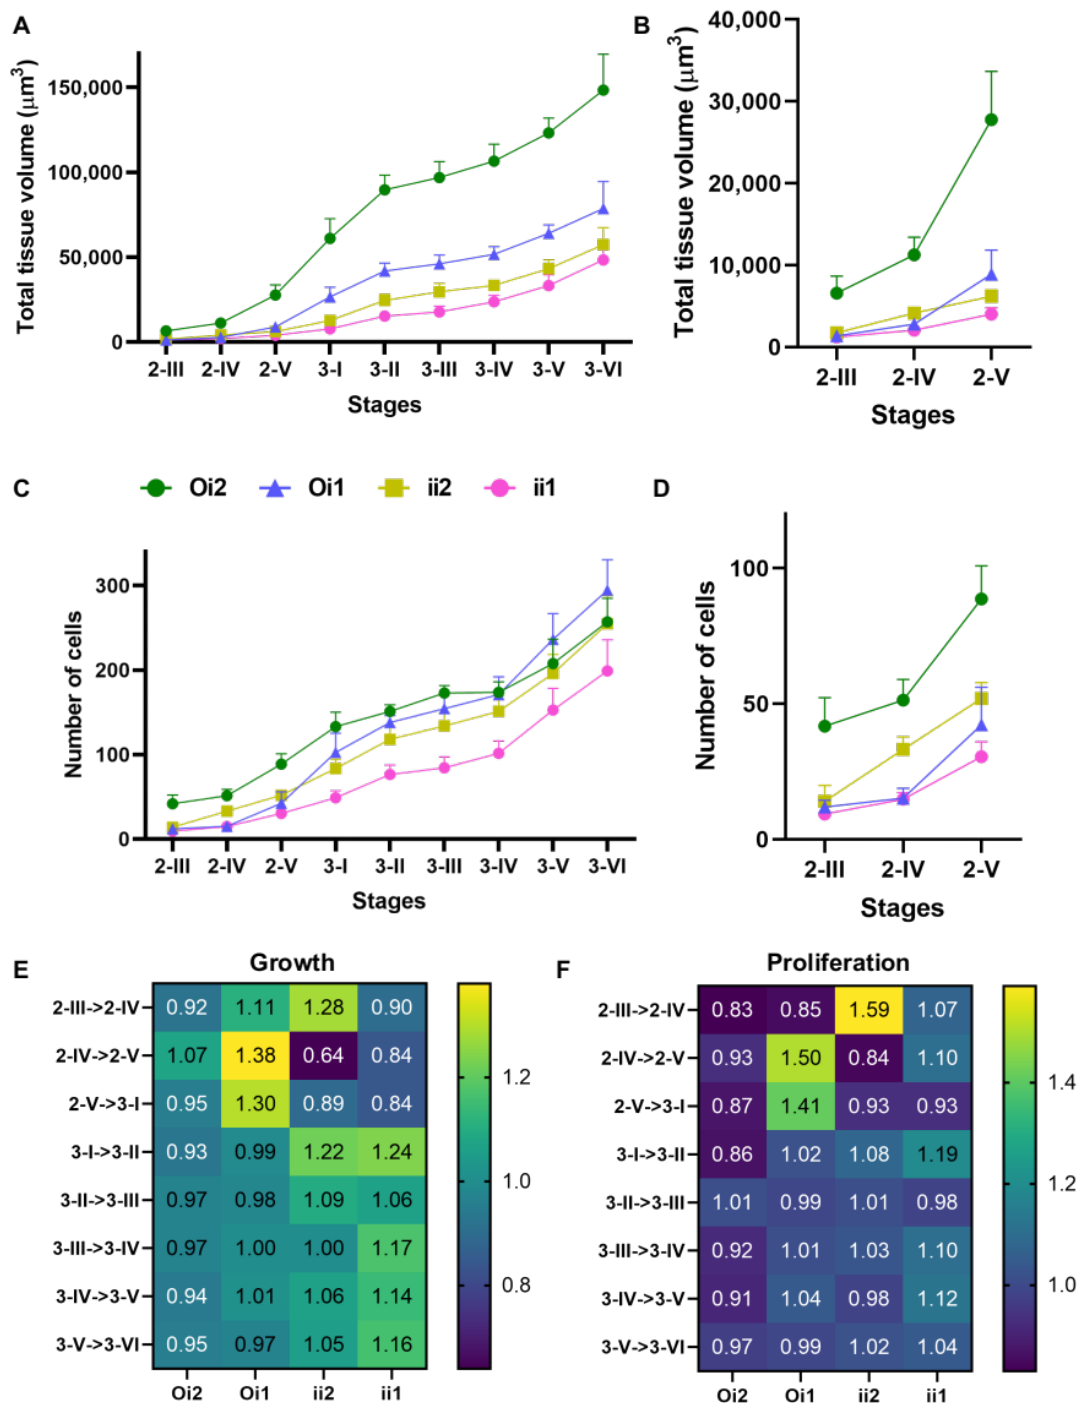 A
Total tissue volume (μm³)
150,000
100,000
50,000
0
2-III 2-IV 2-V 3-I 3-II 3-III 3-IV 3-V 3-VI
Stages
B
Total tissue volume (μm³)
40,000
30,000
20,000
10,000
0
2-III 2-IV 2-V
Stages
C
Oi2 Oi1 ii2 ii1
Number of cells
300
200
100
0
2-III 2-IV 2-V 3-I 3-II 3-III 3-IV 3-V 3-VI
Stages
D
Number of cells
100
50
0
2-III 2-IV 2-V
Stages
E
Growth
2-III->2-IV 0.92 1.11 1.28 0.90
2-IV->2-V 1.07 1.38 0.64 0.84
2-V->3-I 0.95 1.30 0.89 0.84
3-I->3-II 0.93 0.99 1.22 1.24
3-II->3-III 0.97 0.98 1.09 1.06
3-III->3-IV 0.97 1.00 1.00 1.17
3-IV->3-V 0.94 1.01 1.06 1.14
3-V->3-VI 0.95 0.97 1.05 1.16
Oi2 Oi1 ii2 ii1
1.2
1.0
0.8
F
Proliferation
2-III->2-IV 0.83 0.85 1.59 1.07
2-IV->2-V 0.93 1.50 0.84 1.10
2-V->3-I 0.87 1.41 0.93 0.93
3-I->3-II 0.86 1.02 1.08 1.19
3-II->3-III 1.01 0.99 1.01 0.98
3-III->3-IV 0.92 1.01 1.03 1.10
3-IV->3-V 0.91 1.04 0.98 1.12
3-V->3-VI 0.97 0.99 1.02 1.04
Oi2 Oi1 ii2 ii1
1.4
1.2
1.0